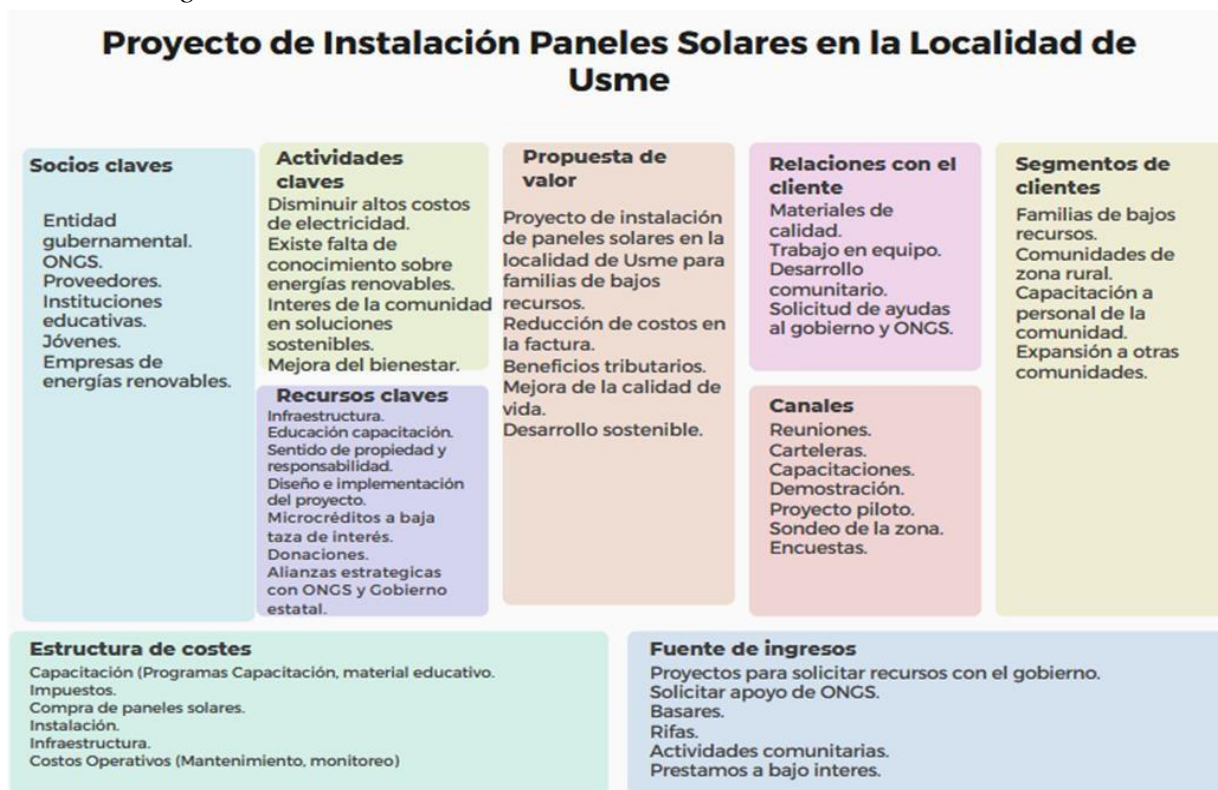 Proyecto de Instalación Paneles Solares en la Localidad de
Usme
Socios claves
Entidad
gubernamental.
ONGS.
Proveedores.
Instituciones
educativas.
Jóvenes.
Empresas de
energías renovables.
Actividades
claves
Disminuir altos costos
de electricidad.
Existe falta de
conocimiento sobre
energías renovables.
Interes de la comunidad
en soluciones
sostenibles.
Mejora del bienestar.
Recursos claves
Infraestructura.
Educación capacitación.
Sentido de propiedad y
responsabilidad.
Diseño e implementación
del proyecto.
Microcréditos a baja
taza de interés.
Donaciones.
Alianzas estrategicas
con ONGS y Gobierno
estatal.
Propuesta de
valor
Proyecto de instalación
de paneles solares en la
localidad de Usme para
familias de bajos
recursos.
Reducción de costos en
la factura.
Beneficios tributarios.
Mejora de la calidad de
vida.
Desarrollo sostenible.
Relaciones con el
cliente
Materiales de
calidad.
Trabajo en equipo.
Desarrollo
comunitario.
Solicitud de ayudas
al gobierno y ONGS.
Canales
Reuniones.
Carteleras.
Capacitaciones.
Demostración.
Proyecto piloto.
Sondeo de la zona.
Encuestas.
Segmentos de
clientes
Familias de bajos
recursos.
Comunidades de
zona rural.
Capacitación a
personal de la
comunidad.
Expansión a otras
comunidades.
Estructura de costes
Capacitación (Programas Capacitación, material educativo.
Impuestos.
Compra de paneles solares.
Instalación.
Infraestructura.
Costos Operativos (Mantenimiento, monitoreo)
Fuente de ingresos
Proyectos para solicitar recursos con el gobierno.
Solicitar apoyo de ONGS.
Basares.
Rifas.
Actividades comunitarias.
Prestamos a bajo interes.